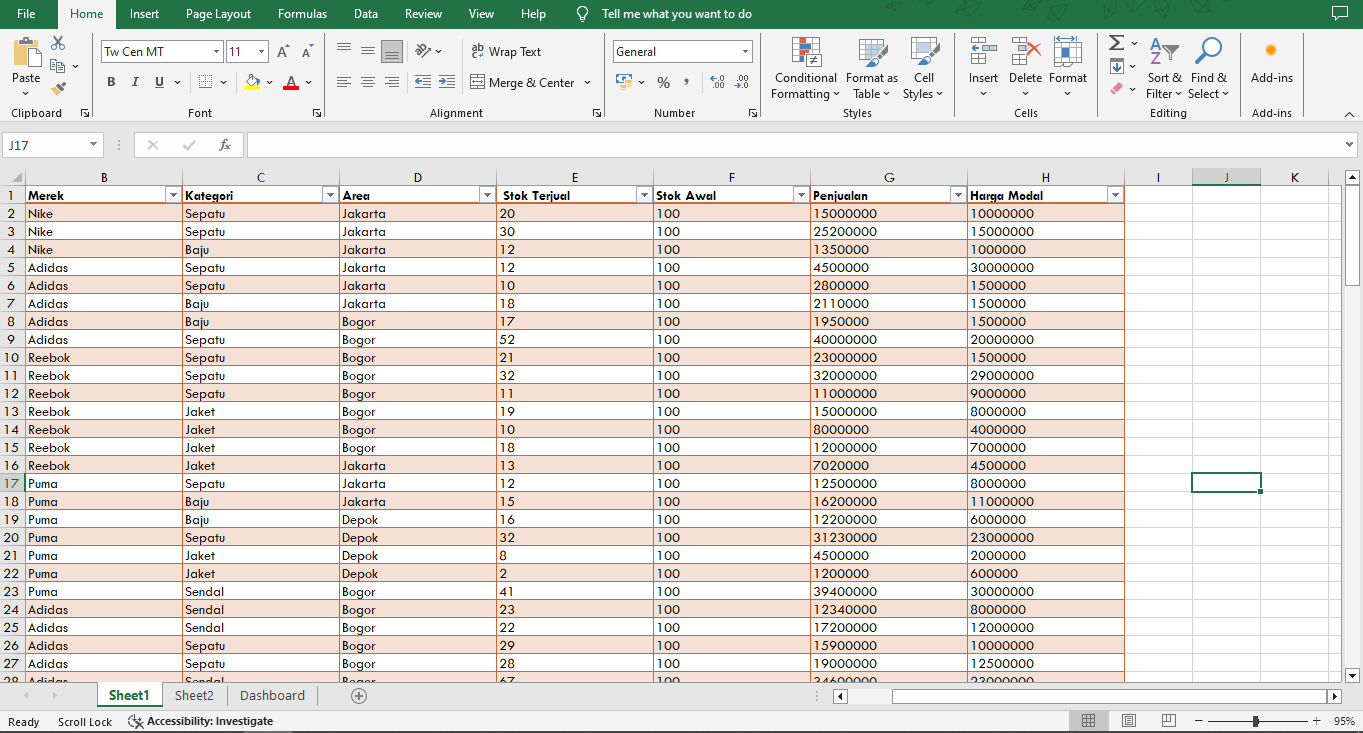 File Home Insert Page Layout Formulas Data Review View Help Tell me what you want to do
Paste
Clipboard
Tw Cen MT 11 A A
B I U A
Font
ab Wrap Text
Merge & Center
Alignment
General
% , .0 .00
Number
Conditional Formatting
Format as Table
Cell Styles
Styles
Insert Delete Format
Cells
Sort & Filter
Find & Select
Editing
Add-ins
Add-ins
J17 fx
B C D E F G H I J K
1 Merek Kategori Area Stok Terjual Stok Awal Penjualan Harga Modal
2 Nike Sepatu Jakarta 20 100 15000000 10000000
3 Nike Sepatu Jakarta 30 100 25200000 15000000
4 Nike Baju Jakarta 12 100 1350000 1000000
5 Adidas Sepatu Jakarta 12 100 4500000 30000000
6 Adidas Sepatu Jakarta 10 100 2800000 1500000
7 Adidas Baju Jakarta 18 100 2110000 1500000
8 Adidas Baju Bogor 17 100 1950000 1500000
9 Adidas Sepatu Bogor 52 100 40000000 20000000
10 Reebok Sepatu Bogor 21 100 23000000 1500000
11 Reebok Sepatu Bogor 32 100 32000000 29000000
12 Reebok Sepatu Bogor 11 100 11000000 9000000
13 Reebok Jaket Bogor 19 100 15000000 8000000
14 Reebok Jaket Bogor 10 100 8000000 4000000
15 Reebok Jaket Bogor 18 100 12000000 7000000
16 Reebok Jaket Jakarta 13 100 7020000 4500000
17 Puma Sepatu Jakarta 12 100 12500000 8000000
18 Puma Baju Jakarta 15 100 16200000 11000000
19 Puma Baju Depok 16 100 12200000 6000000
20 Puma Sepatu Depok 32 100 31230000 23000000
21 Puma Jaket Depok 8 100 4500000 2000000
22 Puma Jaket Depok 2 100 1200000 600000
23 Puma Sendal Bogor 41 100 39400000 30000000
24 Adidas Sendal Bogor 23 100 12340000 8000000
25 Adidas Sendal Bogor 22 100 17200000 12000000
26 Adidas Sepatu Bogor 29 100 15900000 10000000
27 Adidas Sepatu Bogor 28 100 19000000 12500000
28 Adidas Sendal Bogor 67 100 34600000 23000000
Sheet1 Sheet2 Dashboard
Ready Scroll Lock Accessibility: Investigate 95%